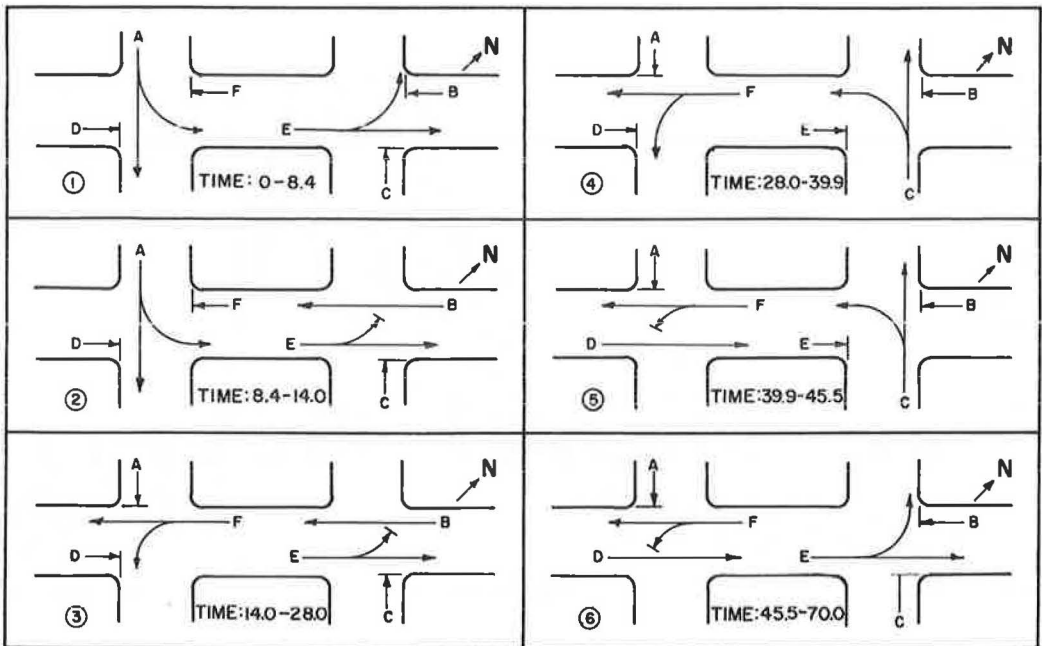 A
N
F
B
D
E
C
① TIME: 0-8.4
A
N
F
B
D
E
C
② TIME:8.4-14.0
A
N
F
B
D
E
C
③ TIME:14.0-28.0
A
N
F
B
D
E
C
④ TIME:28.0-39.9
A
N
F
B
D
E
C
⑤ TIME:39.9-45.5
A
N
F
B
D
E
C
⑥ TIME:45.5-70.0